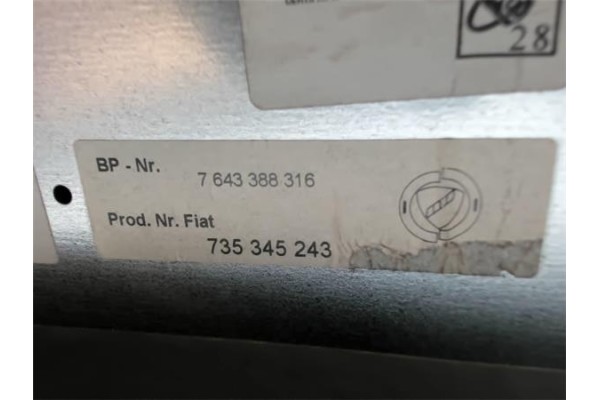 28
BP - Nr.
7 643 388 316
Prod. Nr. Fiat
735 345 243